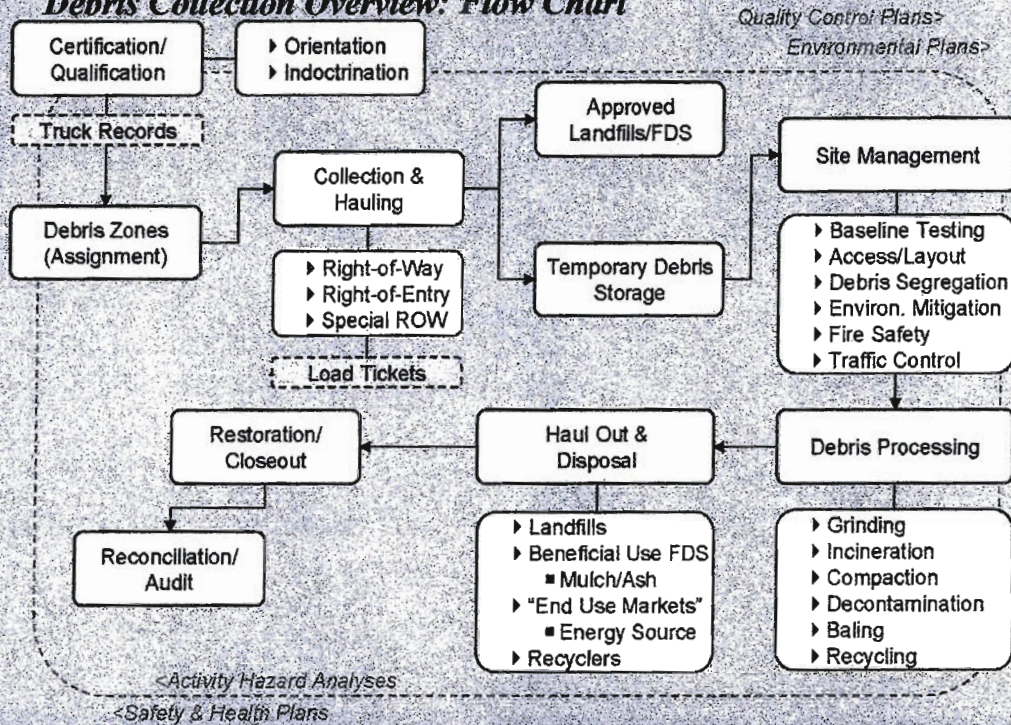 Debris Collection Overview: Flow Chart
Quality Control Plans>
Environmental Plans>
Certification/
Qualification
▶ Orientation
▶ Indoctrination
Truck Records
Debris Zones
(Assignment)
Collection &
Hauling
▶ Right-of-Way
▶ Right-of-Entry
▶ Special ROW
Load Tickets
Approved
Landfills/FDS
Temporary Debris
Storage
Site Management
▶ Baseline Testing
▶ Access/Layout
▶ Debris Segregation
▶ Environ. Mitigation
▶ Fire Safety
▶ Traffic Control
Debris Processing
▶ Grinding
▶ Incineration
▶ Compaction
▶ Decontamination
▶ Baling
▶ Recycling
Haul Out &
Disposal
▶ Landfills
▶ Beneficial Use FDS
■ Mulch/Ash
▶ "End Use Markets"
■ Energy Source
▶ Recyclers
Restoration/
Closeout
Reconciliation/
Audit
<Activity Hazard Analyses
<Safety & Health Plans